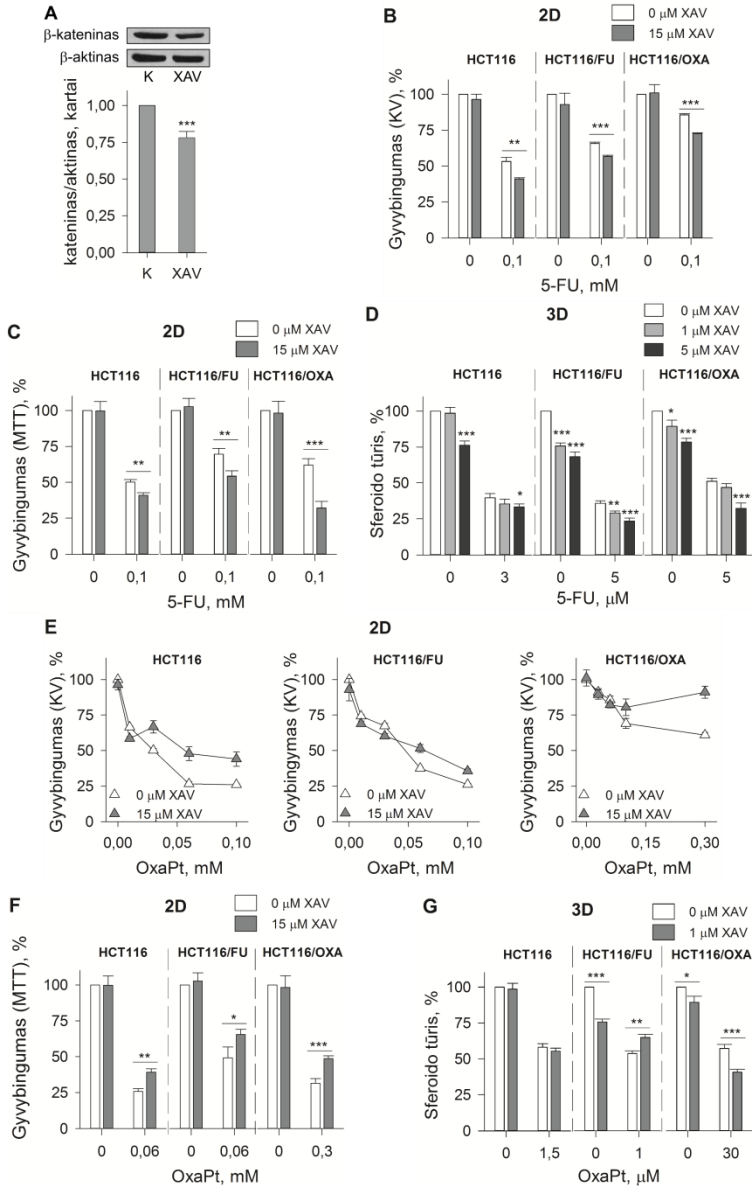 A
β-kateninas
β-aktinas
K XAV
kateninas/aktinas, kartai
1,00
0,75
0,50
0,25
0,00
***
K XAV
B
2D
0 μM XAV
15 μM XAV
HCT116 HCT116/FU HCT116/OXA
Gyvybingumas (KV), %
100
75
50
25
0
** *** ***
0 0,1 0 0,1 0 0,1
5-FU, mM
C
2D
0 μM XAV
15 μM XAV
HCT116 HCT116/FU HCT116/OXA
Gyvybingumas (MTT), %
100
75
50
25
0
** ** ***
0 0,1 0 0,1 0 0,1
5-FU, mM
D
3D
0 μM XAV
1 μM XAV
5 μM XAV
HCT116 HCT116/FU HCT116/OXA
Sferoido tūris, %
100
75
50
25
0
*** * *** *** ** *** * *** ***
0 3 0 5 0 5
5-FU, μM
E
2D
HCT116
Gyvybingumas (KV), %
100
75
50
25
0
0 μM XAV
15 μM XAV
0,00 0,05 0,10
OxaPt, mM
HCT116/FU
Gyvybingymas (KV), %
100
75
50
25
0
0 μM XAV
15 μM XAV
0,00 0,05 0,10
OxaPt, mM
HCT116/OXA
Gyvybingumas (KV), %
100
75
50
25
0
0 μM XAV
15 μM XAV
0,00 0,15 0,30
OxaPt, mM
F
2D
0 μM XAV
15 μM XAV
HCT116 HCT116/FU HCT116/OXA
Gyvybingumas (MTT), %
100
75
50
25
0
** * ***
0 0,06 0 0,06 0 0,3
OxaPt, mM
G
3D
0 μM XAV
1 μM XAV
HCT116 HCT116/FU HCT116/OXA
Sferoido tūris, %
100
75
50
25
0
*** ** * ***
0 1,5 0 1 0 30
OxaPt, μM